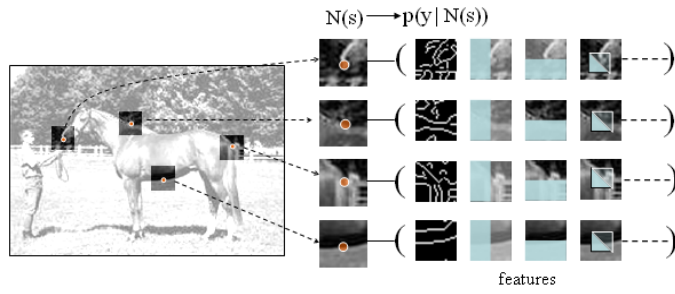 N(s) → p(y | N(s))
features